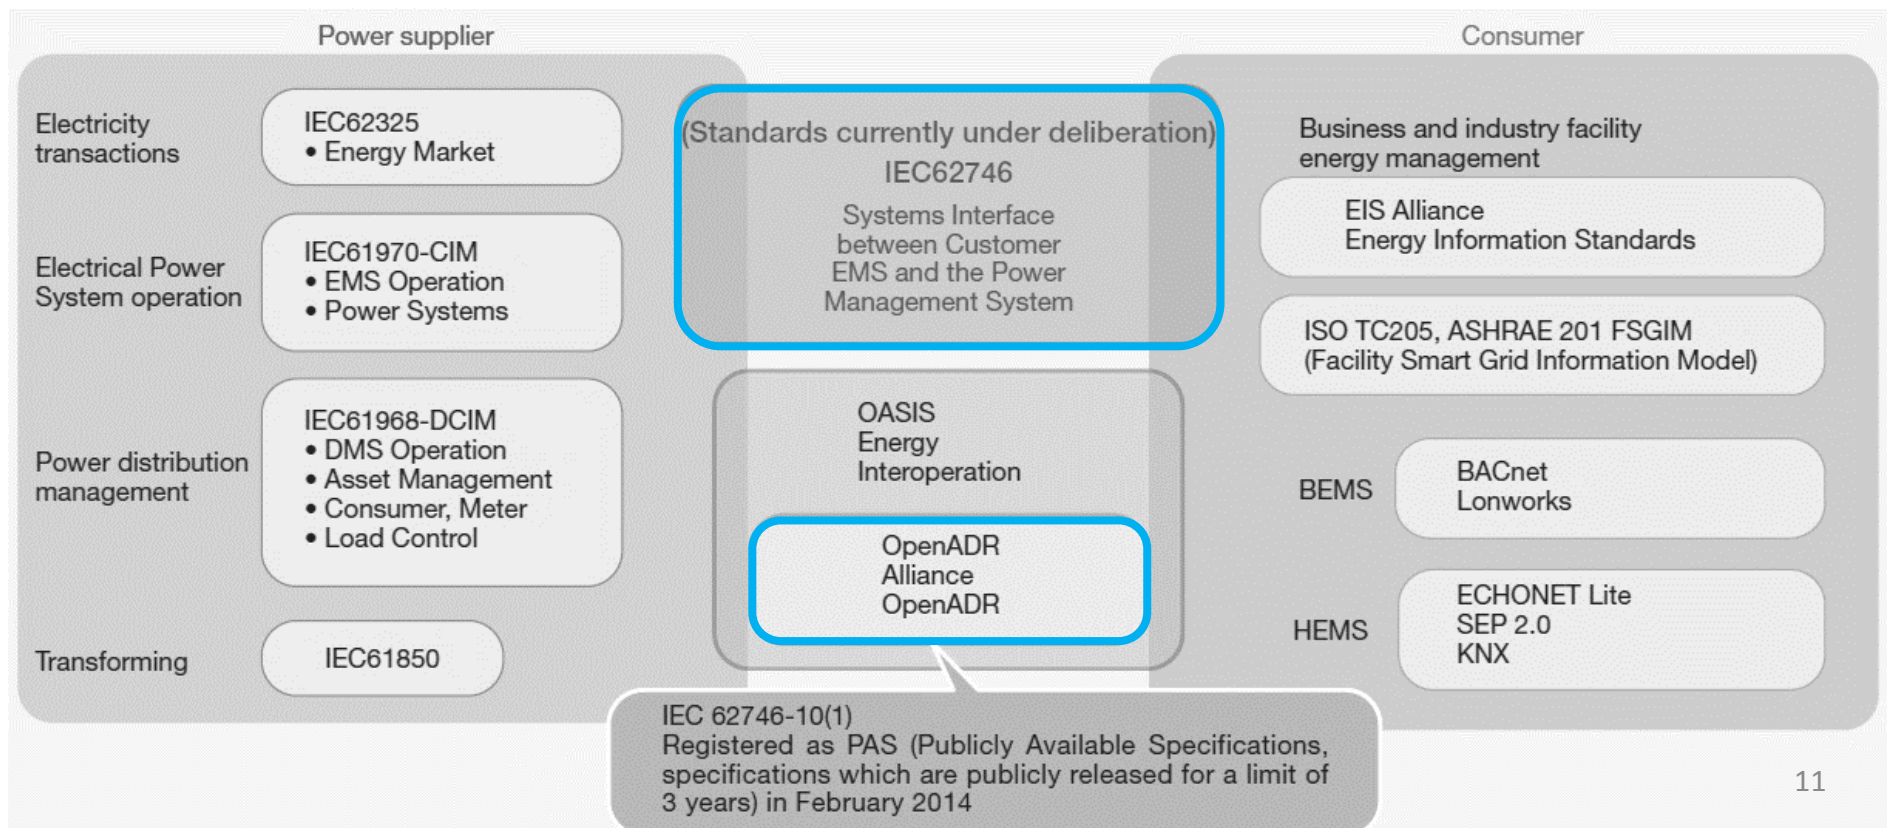 Power supplier
Electricity
transactions
IEC62325
• Energy Market
Electrical Power
System operation
IEC61970-CIM
• EMS Operation
• Power Systems
Power distribution
management
IEC61968-DCIM
• DMS Operation
• Asset Management
• Consumer, Meter
• Load Control
Transforming
IEC61850
(Standards currently under deliberation)
IEC62746
Systems Interface
between Customer
EMS and the Power
Management System
OASIS
Energy
Interoperation
OpenADR
Alliance
OpenADR
IEC 62746-10(1)
Registered as PAS (Publicly Available Specifications,
specifications which are publicly released for a limit of
3 years) in February 2014
Consumer
Business and industry facility
energy management
EIS Alliance
Energy Information Standards
ISO TC205, ASHRAE 201 FSGIM
(Facility Smart Grid Information Model)
BEMS
BACnet
Lonworks
HEMS
ECHONET Lite
SEP 2.0
KNX
11